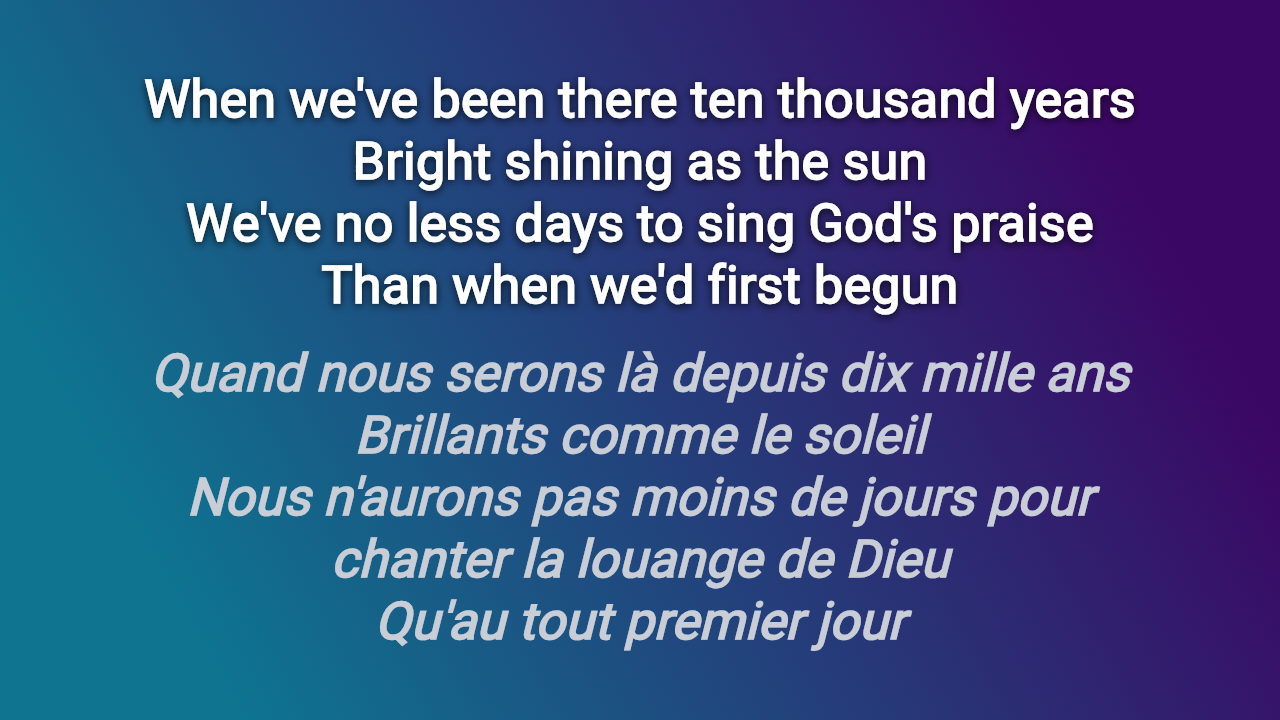 When we've been there ten thousand years
Bright shining as the sun
We've no less days to sing God's praise
Than when we'd first begun
Quand nous serons là depuis dix mille ans
Brillants comme le soleil
Nous n'aurons pas moins de jours pour
chanter la louange de Dieu
Qu'au tout premier jour